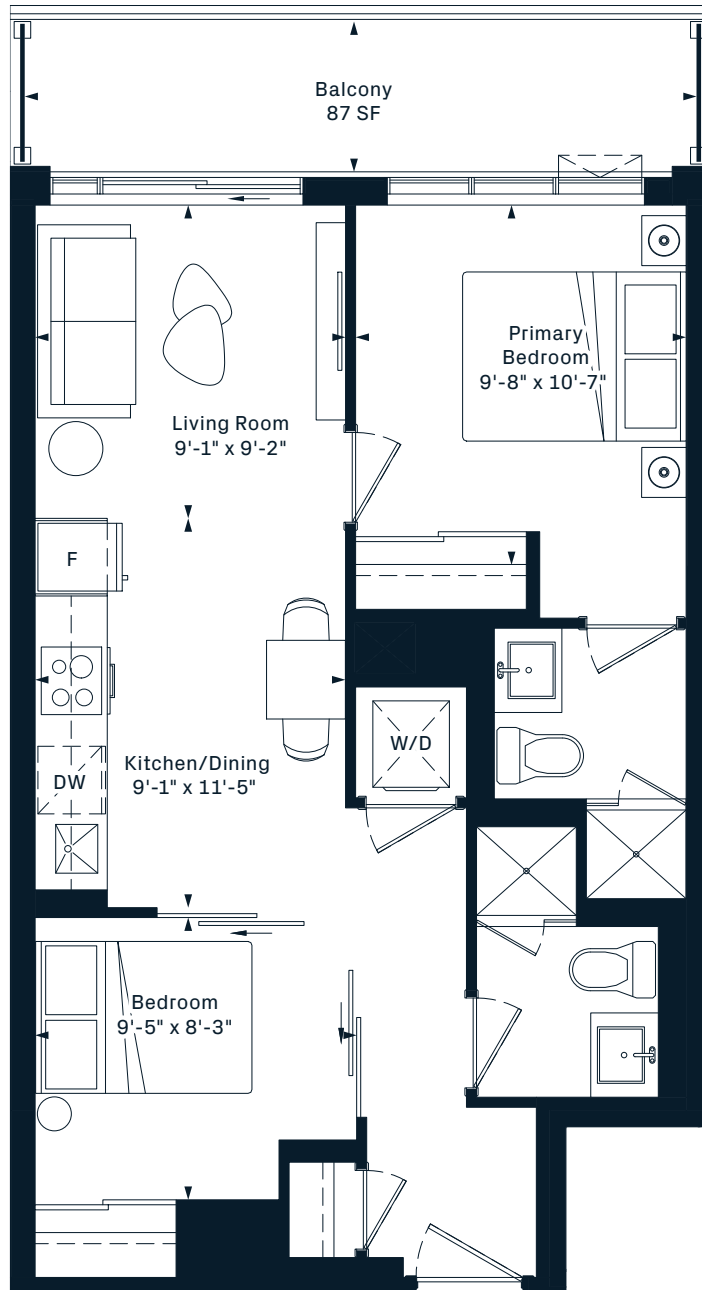 Balcony
87 SF
Primary
Bedroom
9'-8" x 10'-7"
Living Room
9'-1" x 9'-2"
F
W/D
Kitchen/Dining
9'-1" x 11'-5"
DW
Bedroom
9'-5" x 8'-3"